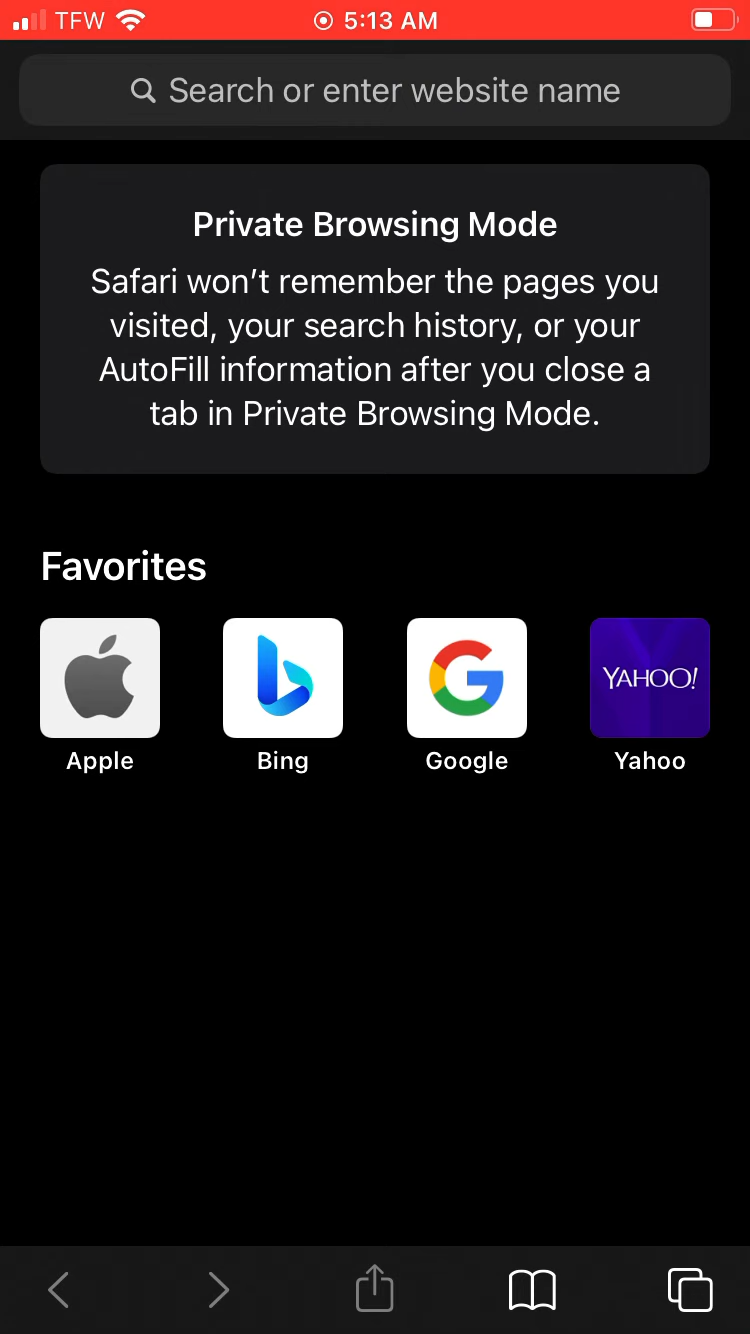 TFW 5:13 AM
Search or enter website name
Private Browsing Mode
Safari won’t remember the pages you
visited, your search history, or your
AutoFill information after you close a
tab in Private Browsing Mode.
Favorites
YAHOO!
Apple Bing Google Yahoo